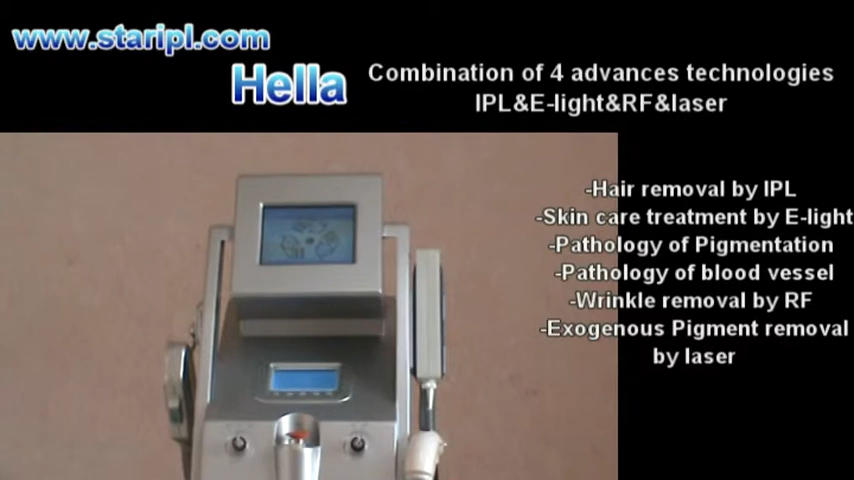 www.staripl.com
Hella
Combination of 4 advances technologies
IPL&E-light&RF&laser
-Hair removal by IPL
-Skin care treatment by E-light
-Pathology of Pigmentation
-Pathology of blood vessel
-Wrinkle removal by RF
-Exogenous Pigment removal
by laser